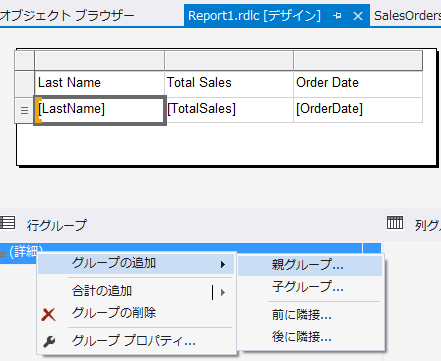 オブジェクト ブラウザー Report1.rdlc [デザイン] SalesOrders
Last Name Total Sales Order Date
[LastName] [TotalSales] [OrderDate]
行グループ 列グ
(詳細)
グループの追加 親グループ...
子グループ...
合計の追加
グループの削除 前に隣接...
グループ プロパティ... 後に隣接...